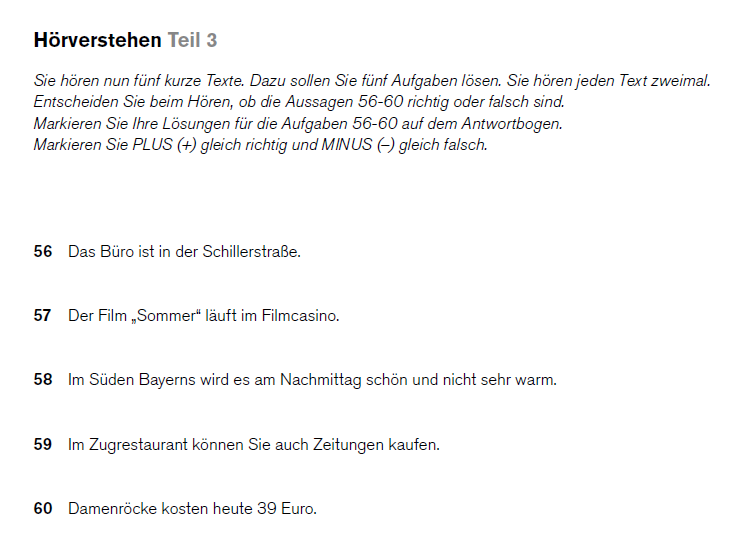 Hörverstehen Teil 3
Sie hören nun fünf kurze Texte. Dazu sollen Sie fünf Aufgaben lösen. Sie hören jeden Text zweimal.
Entscheiden Sie beim Hören, ob die Aussagen 56-60 richtig oder falsch sind.
Markieren Sie Ihre Lösungen für die Aufgaben 56-60 auf dem Antwortbogen.
Markieren Sie PLUS (+) gleich richtig und MINUS (–) gleich falsch.
56 Das Büro ist in der Schillerstraße.
57 Der Film „Sommer“ läuft im Filmcasino.
58 Im Süden Bayerns wird es am Nachmittag schön und nicht sehr warm.
59 Im Zugrestaurant können Sie auch Zeitungen kaufen.
60 Damenröcke kosten heute 39 Euro.